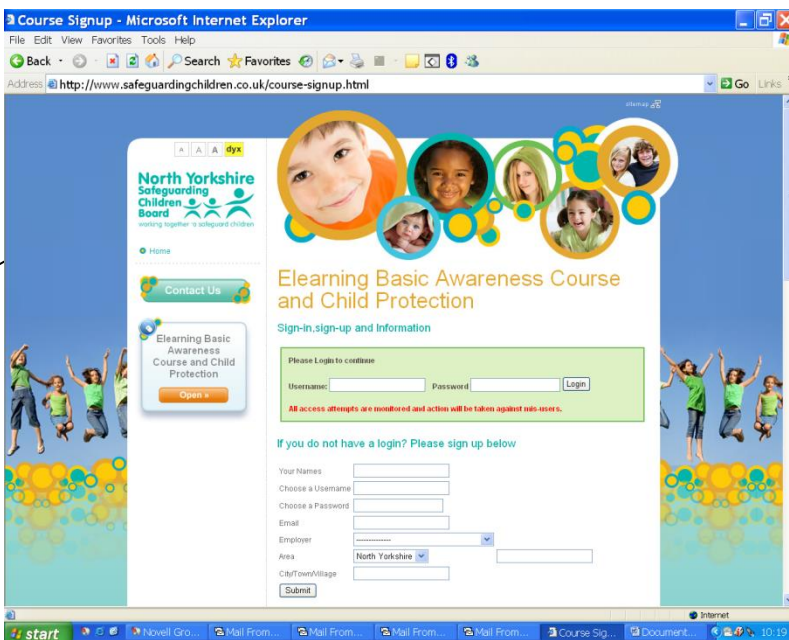 Course Signup - Microsoft Internet Explorer
File Edit View Favorites Tools Help
Back Search Favorites
Address http://www.safeguardingchildren.co.uk/course-signup.html Go Links
sitemap
A A A dyx
North Yorkshire
Safeguarding
Children
Board
working together to safeguard children
Home
Contact Us
Elearning Basic
Awareness
Course and Child
Protection
Open »
Elearning Basic Awareness Course
and Child Protection
Sign-in,sign-up and Information
Please Login to continue
Username: Password Login
All access attempts are monitored and action will be taken against mis-users.
If you do not have a login? Please sign up below
Your Names
Choose a Username
Choose a Password
Email
Employer --------------
Area North Yorkshire
City/Town/Village
Submit
Internet
start Novell Gro... Mail From... Mail From... Mail From... Mail From... Course Sig... Document... 10:19